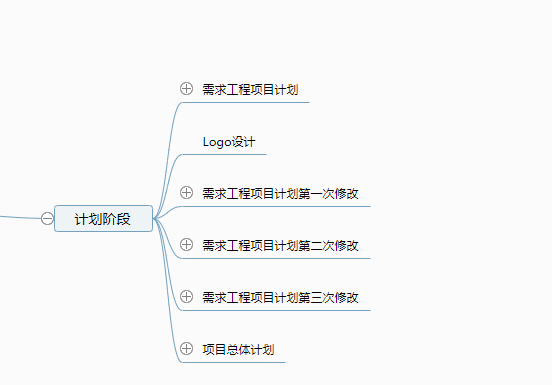 需求工程项目计划
Logo设计
需求工程项目计划第一次修改
计划阶段
需求工程项目计划第二次修改
需求工程项目计划第三次修改
项目总体计划